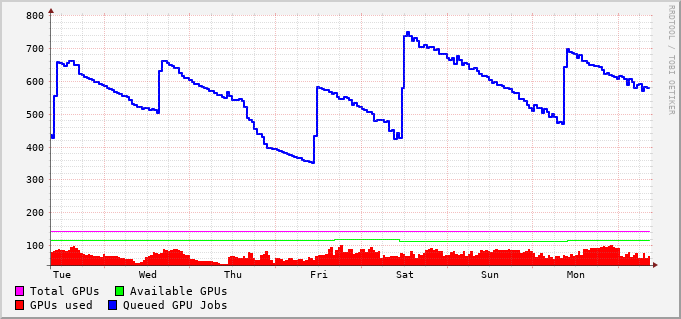 800
700
600
500
400
300
200
100
Tue Wed Thu Fri Sat Sun Mon
RRDTOOL / TOBI OETIKER
Total GPUs Available GPUs
GPUs used Queued GPU Jobs